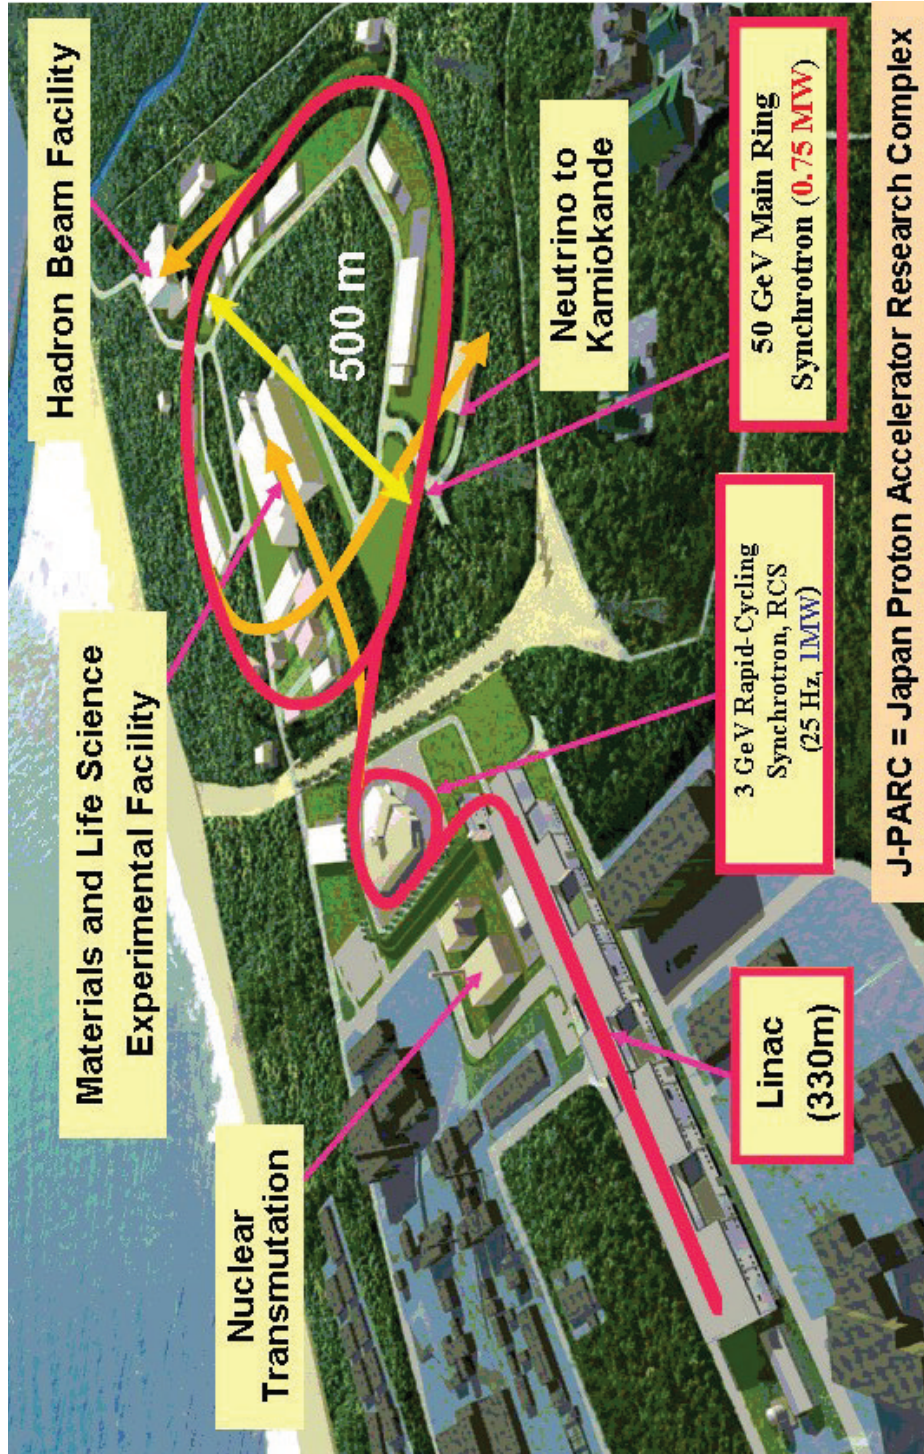 Hadron Beam Facility
Materials and Life Science
Experimental Facility
Nuclear
Transmutation
500 m
Neutrino to
Kamiokande
50 GeV Main Ring
Synchrotron (0.75 MW)
3 GeV Rapid-Cycling
Synchrotron, RCS
(25 Hz, 1MW)
Linac
(330m)
J-PARC = Japan Proton Accelerator Research Complex